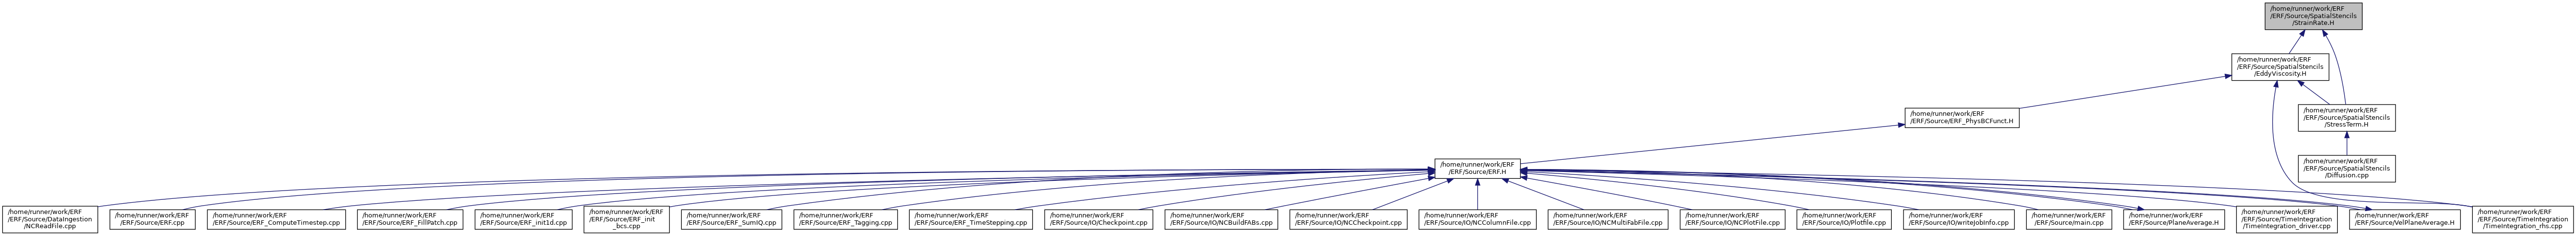 /home/runner/work/ERF
/ERF/Source/SpatialStencils
/StrainRate.H
/home/runner/work/ERF
/ERF/Source/SpatialStencils
/EddyViscosity.H
/home/runner/work/ERF
/ERF/Source/ERF_PhysBCFunct.H
/home/runner/work/ERF
/ERF/Source/SpatialStencils
/StressTerm.H
/home/runner/work/ERF
/ERF/Source/ERF.H
/home/runner/work/ERF
/ERF/Source/SpatialStencils
/Diffusion.cpp
/home/runner/work/ERF
/ERF/Source/DataIngestion
/NCReadFile.cpp
/home/runner/work/ERF
/ERF/Source/ERF.cpp
/home/runner/work/ERF
/ERF/Source/ERF_ComputeTimestep.cpp
/home/runner/work/ERF
/ERF/Source/ERF_FillPatch.cpp
/home/runner/work/ERF
/ERF/Source/ERF_init1d.cpp
/home/runner/work/ERF
/ERF/Source/ERF_init
_bcs.cpp
/home/runner/work/ERF
/ERF/Source/ERF_SumIQ.cpp
/home/runner/work/ERF
/ERF/Source/ERF_Tagging.cpp
/home/runner/work/ERF
/ERF/Source/ERF_TimeStepping.cpp
/home/runner/work/ERF
/ERF/Source/IO/Checkpoint.cpp
/home/runner/work/ERF
/ERF/Source/IO/NCBuildFABs.cpp
/home/runner/work/ERF
/ERF/Source/IO/NCCheckpoint.cpp
/home/runner/work/ERF
/ERF/Source/IO/NCColumnFile.cpp
/home/runner/work/ERF
/ERF/Source/IO/NCMultiFabFile.cpp
/home/runner/work/ERF
/ERF/Source/IO/NCPlotFile.cpp
/home/runner/work/ERF
/ERF/Source/IO/Plotfile.cpp
/home/runner/work/ERF
/ERF/Source/IO/writeJobInfo.cpp
/home/runner/work/ERF
/ERF/Source/main.cpp
/home/runner/work/ERF
/ERF/Source/PlaneAverage.H
/home/runner/work/ERF
/ERF/Source/TimeIntegration
/TimeIntegration_driver.cpp
/home/runner/work/ERF
/ERF/Source/VelPlaneAverage.H
/home/runner/work/ERF
/ERF/Source/TimeIntegration
/TimeIntegration_rhs.cpp